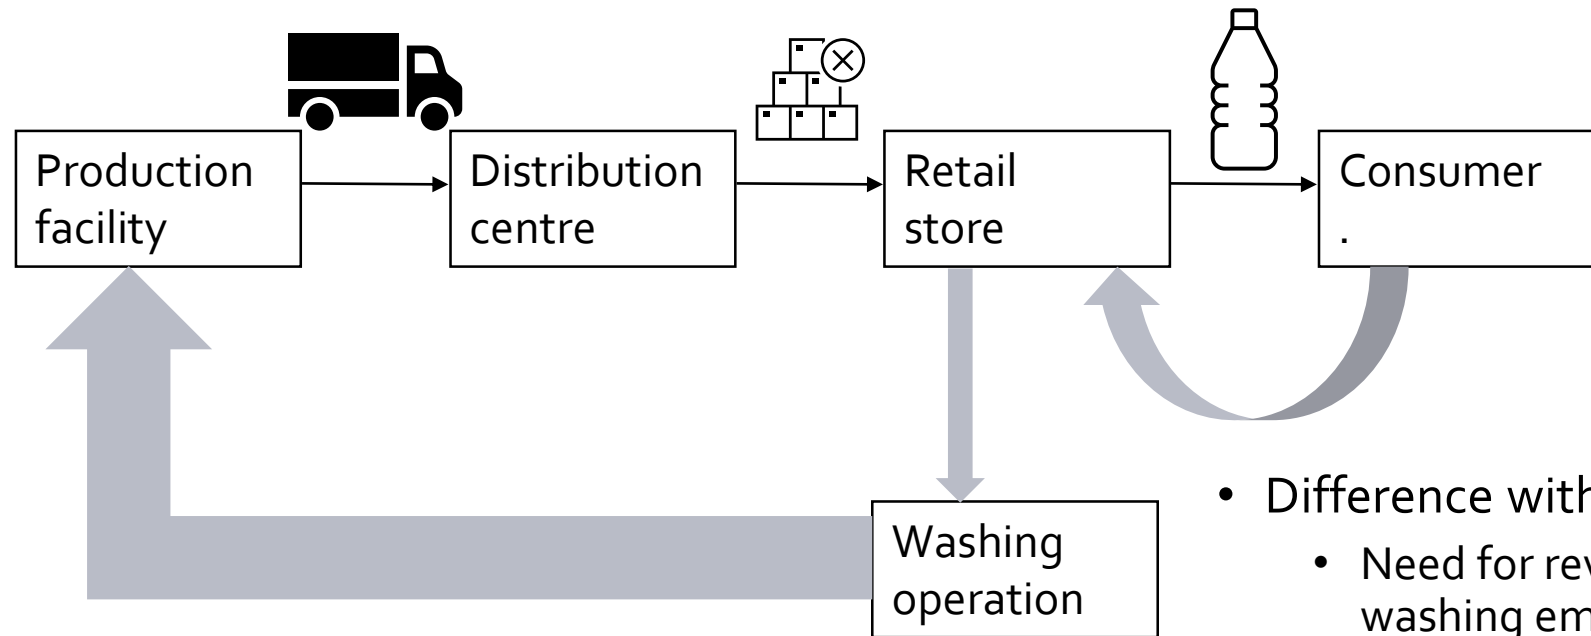 Production
facility
Distribution
centre
Retail
store
Consumer
.
Washing
operation
• Difference with
• Need for rev
washing em